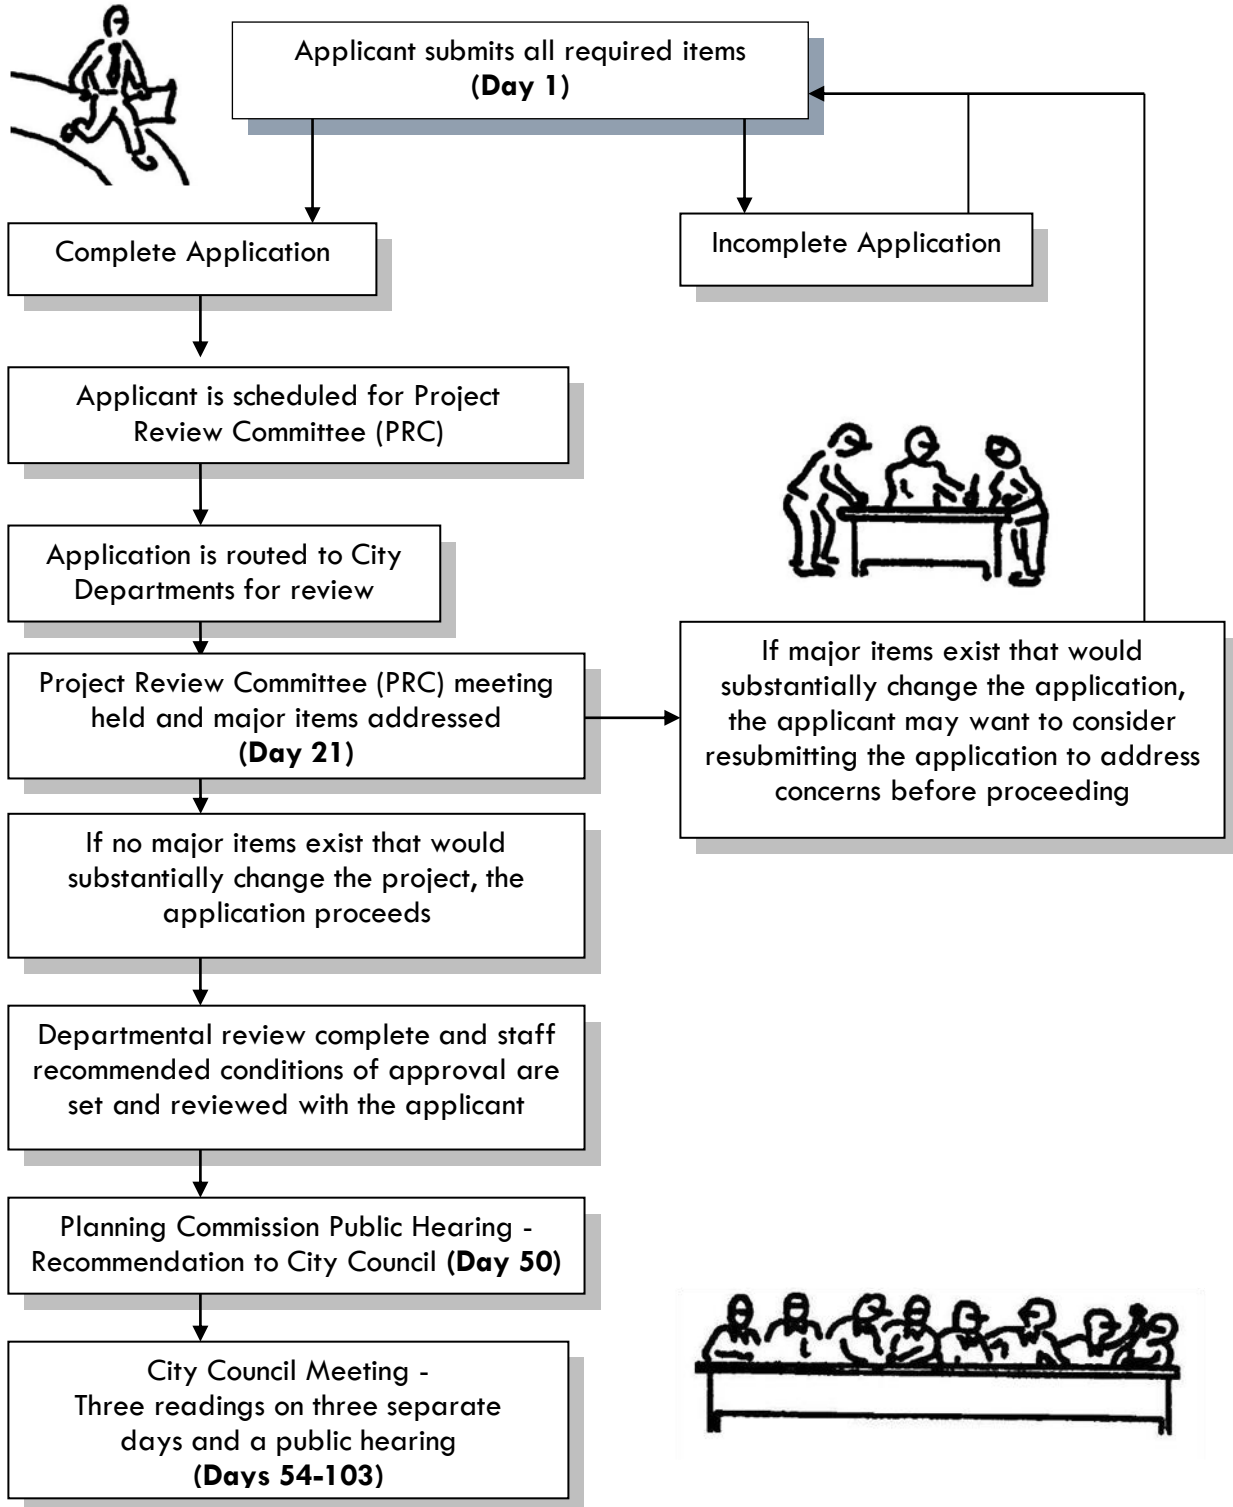 Applicant submits all required items
(Day 1)
Complete Application
Incomplete Application
Applicant is scheduled for Project
Review Committee (PRC)
Application is routed to City
Departments for review
Project Review Committee (PRC) meeting
held and major items addressed
(Day 21)
If major items exist that would
substantially change the application,
the applicant may want to consider
resubmitting the application to address
concerns before proceeding
If no major items exist that would
substantially change the project, the
application proceeds
Departmental review complete and staff
recommended conditions of approval are
set and reviewed with the applicant
Planning Commission Public Hearing -
Recommendation to City Council (Day 50)
City Council Meeting -
Three readings on three separate
days and a public hearing
(Days 54-103)